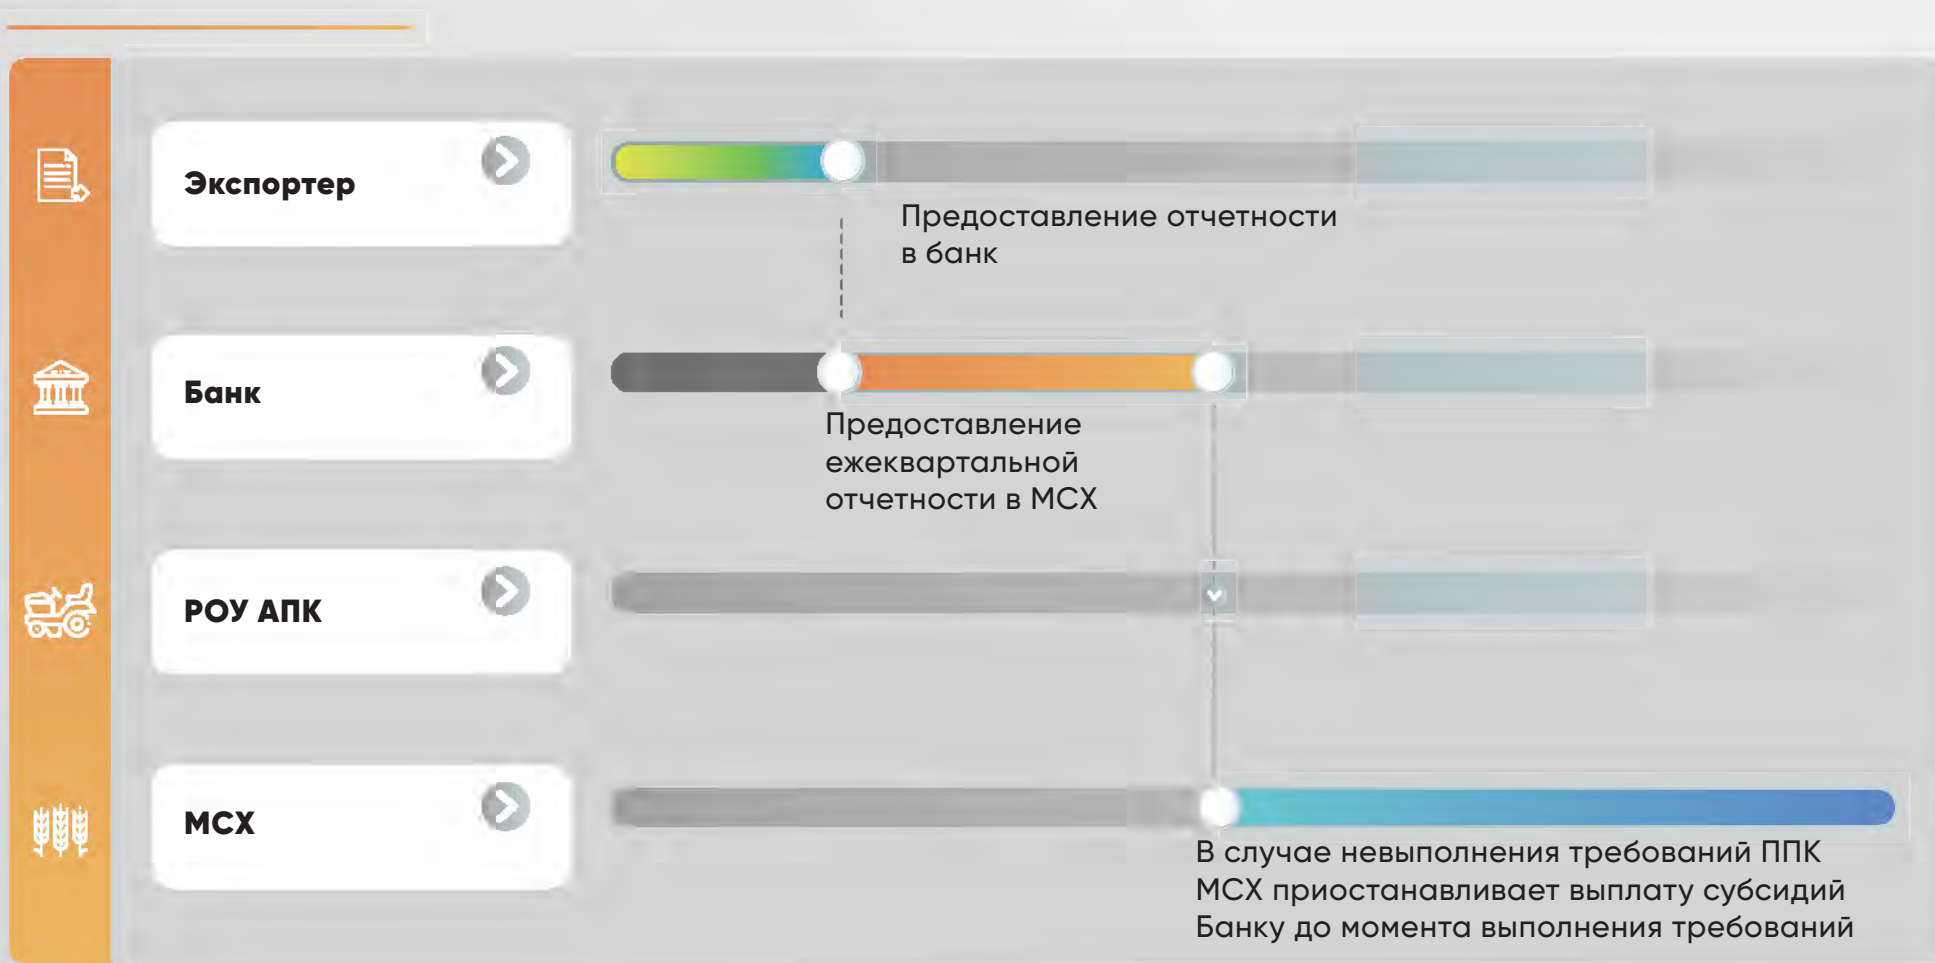 Экспортер
Предоставление отчетности
в банк
Банк
Предоставление
ежеквартальной
отчетности в МСХ
РОУ АПК
МСХ
В случае невыполнения требований ППК
МСХ приостанавливает выплату субсидий
Банку до момента выполнения требований